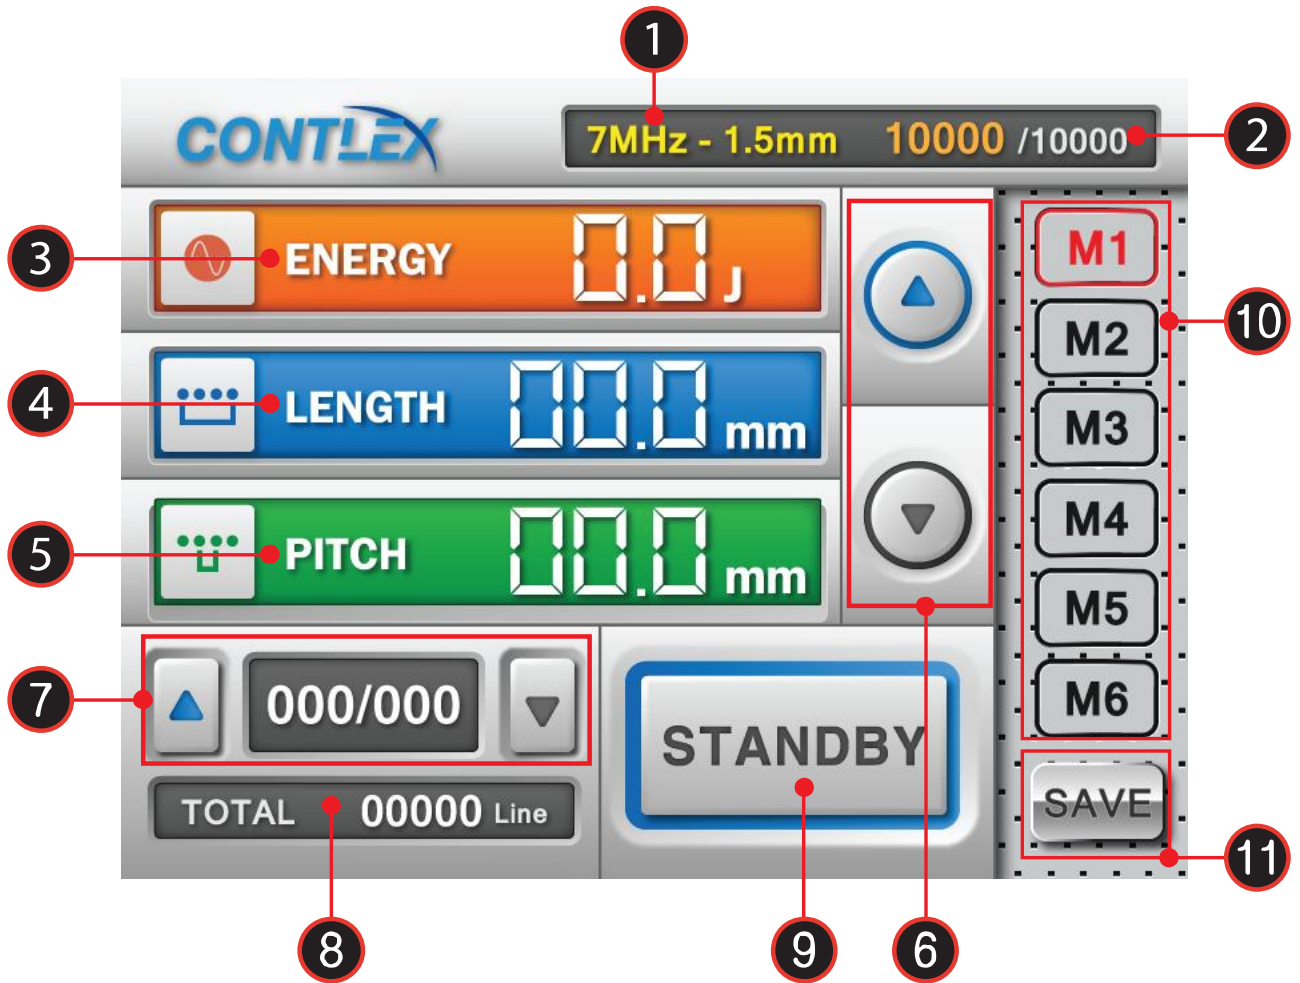 1
CONTLEX
7MHz - 1.5mm 10000 /10000
2
3
ENERGY 0.0 J
M1
10
M2
4
LENGTH 00.0 mm
M3
5
PITCH 00.0 mm
M4
M5
6
7
000/000
M6
STANDBY
8
TOTAL 00000 Line
9
SAVE
11